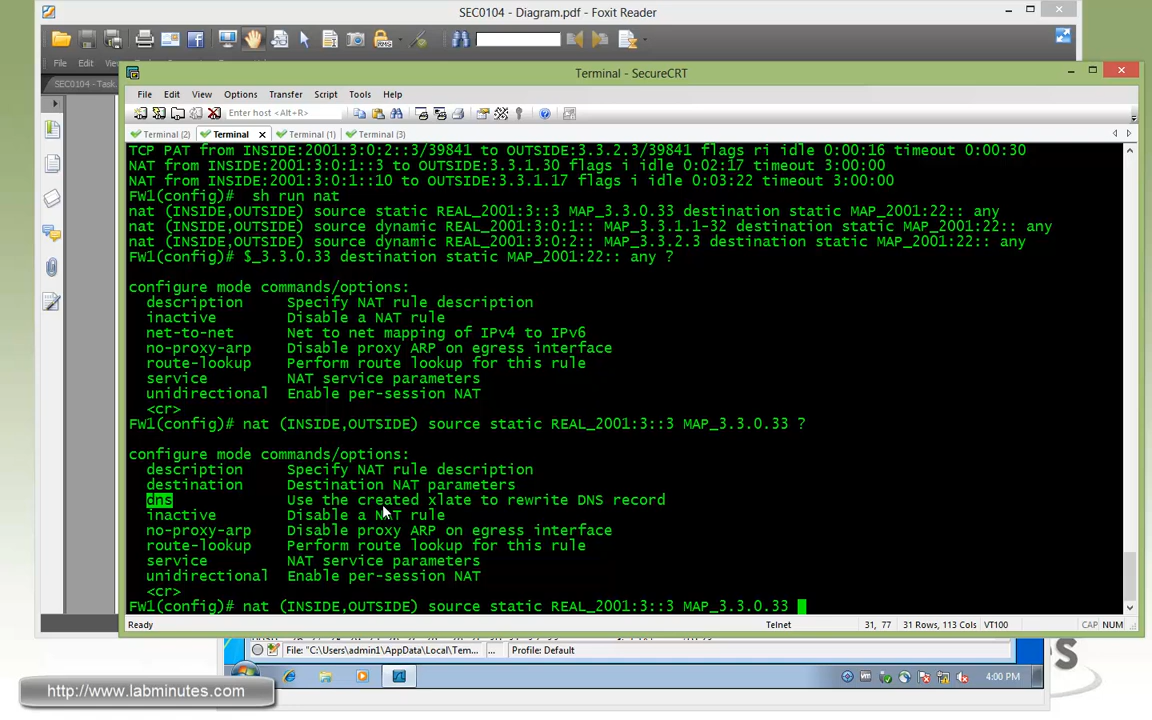 SEC0104 - Diagram.pdf - Foxit Reader
File Edit
SEC0104 - Task
Terminal - SecureCRT
File Edit View Options Transfer Script Tools Help
Enter host <Alt+R>
Terminal (2) Terminal Terminal (1) Terminal (3)
TCP PAT from INSIDE:2001:3:0:2::3/39841 to OUTSIDE:3.3.2.3/39841 flags ri idle 0:00:16 timeout 0:00:30
NAT from INSIDE:2001:3:0:1::3 to OUTSIDE:3.3.1.30 flags i idle 0:02:17 timeout 3:00:00
NAT from INSIDE:2001:3:0:1::10 to OUTSIDE:3.3.1.17 flags i idle 0:03:22 timeout 3:00:00
FW1(config)#  sh run nat
nat (INSIDE,OUTSIDE) source static REAL_2001:3::3 MAP_3.3.0.33 destination static MAP_2001:22:: any
nat (INSIDE,OUTSIDE) source dynamic REAL_2001:3:0:1:: MAP_3.3.1.1-32 destination static MAP_2001:22:: any
nat (INSIDE,OUTSIDE) source dynamic REAL_2001:3:0:2:: MAP_3.3.2.3 destination static MAP_2001:22:: any
FW1(config)# $_3.3.0.33 destination static MAP_2001:22:: any ?
configure mode commands/options:
description Specify NAT rule description
inactive Disable a NAT rule
net-to-net Net to net mapping of IPv4 to IPv6
no-proxy-arp Disable proxy ARP on egress interface
route-lookup Perform route lookup for this rule
service NAT service parameters
unidirectional Enable per-session NAT
<cr>
FW1(config)# nat (INSIDE,OUTSIDE) source static REAL_2001:3::3 MAP_3.3.0.33 ?
configure mode commands/options:
description Specify NAT rule description
destination Destination NAT parameters
dns Use the created xlate to rewrite DNS record
inactive Disable a NAT rule
no-proxy-arp Disable proxy ARP on egress interface
route-lookup Perform route lookup for this rule
service NAT service parameters
unidirectional Enable per-session NAT
<cr>
FW1(config)# nat (INSIDE,OUTSIDE) source static REAL_2001:3::3 MAP_3.3.0.33
Ready Telnet 31, 77 31 Rows, 113 Cols VT100 CAP NUM
File: "C:\Users\admin1\AppData\Local\Tem... ... Profile: Default
4:00 PM
http://www.labminutes.com